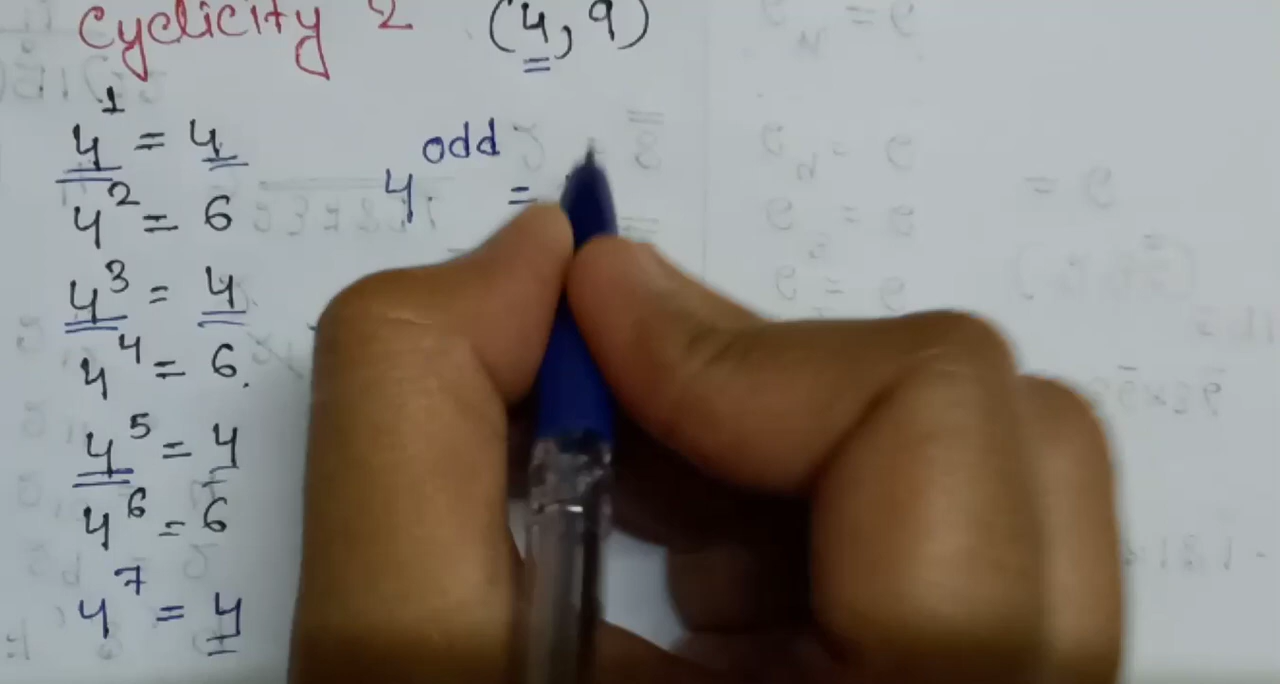 Cyclicity 2 (4, 9)
4^1 = 4
4^2 = 6
4^3 = 4
4^4 = 6.
4^5 = 4
4^6 = 6
4^7 = 4
4^odd =